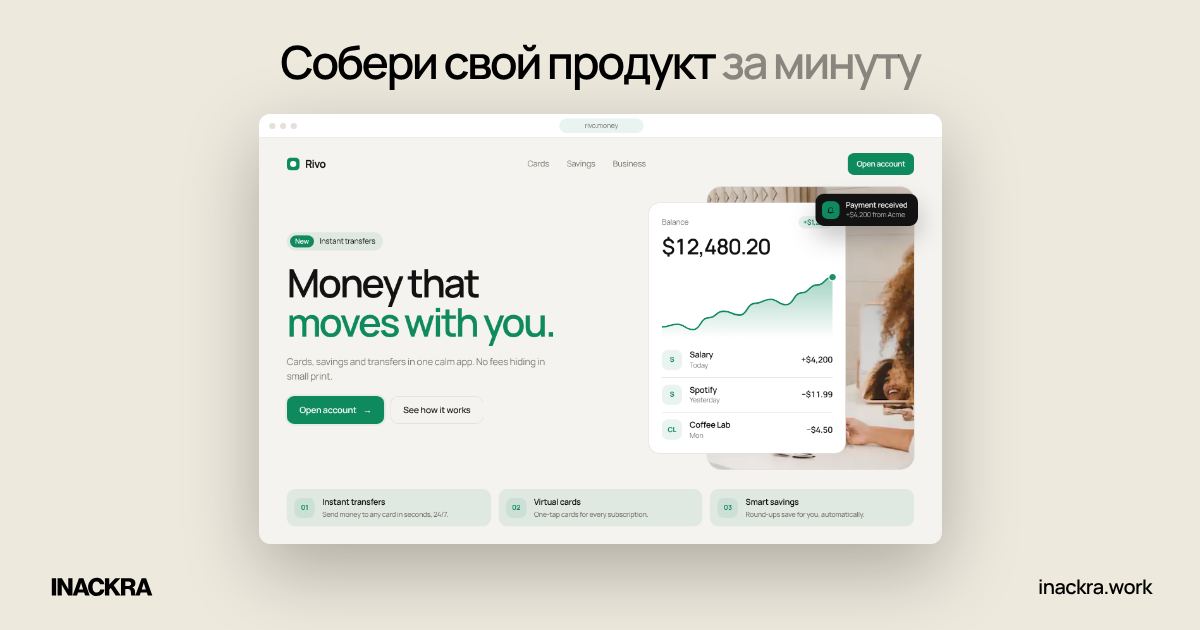 Собери свой продукт за минуту
rivo.money
Rivo
Cards
Savings
Business
Open account
New
Instant transfers
Money that
moves with you.
Cards, savings and transfers in one calm app. No fees hiding in
small print.
Open account →
See how it works
Payment received
+$4,200 from Acme
Balance
$12,480.20
S
Salary
Today
+$4,200
S
Spotify
Yesterday
−$11.99
CL
Coffee Lab
Mon
−$4.50
01
Instant transfers
Send money to any card in seconds, 24/7.
02
Virtual cards
One-tap cards for every subscription.
03
Smart savings
Round-ups save for you, automatically.
INACKRA
inackra.work